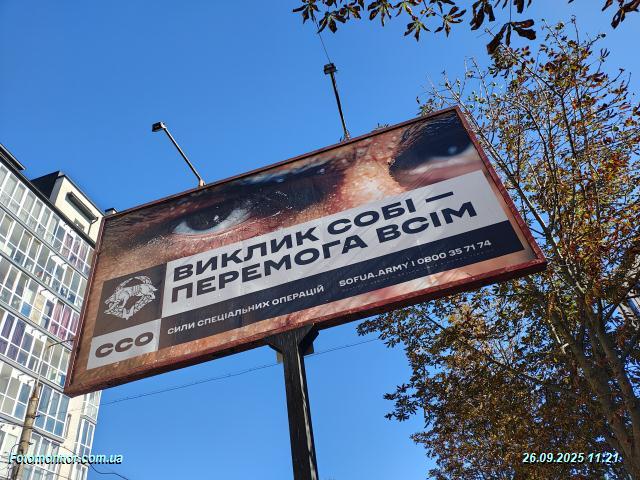 ВИКЛИК СОБІ —
ПЕРЕМОГА ВСІМ
ССО
СИЛИ СПЕЦІАЛЬНИХ ОПЕРАЦІЙ
SOFUA.ARMY | 0800 35 71 74
Fotomonitor.com.ua
26.09.2025 11:21